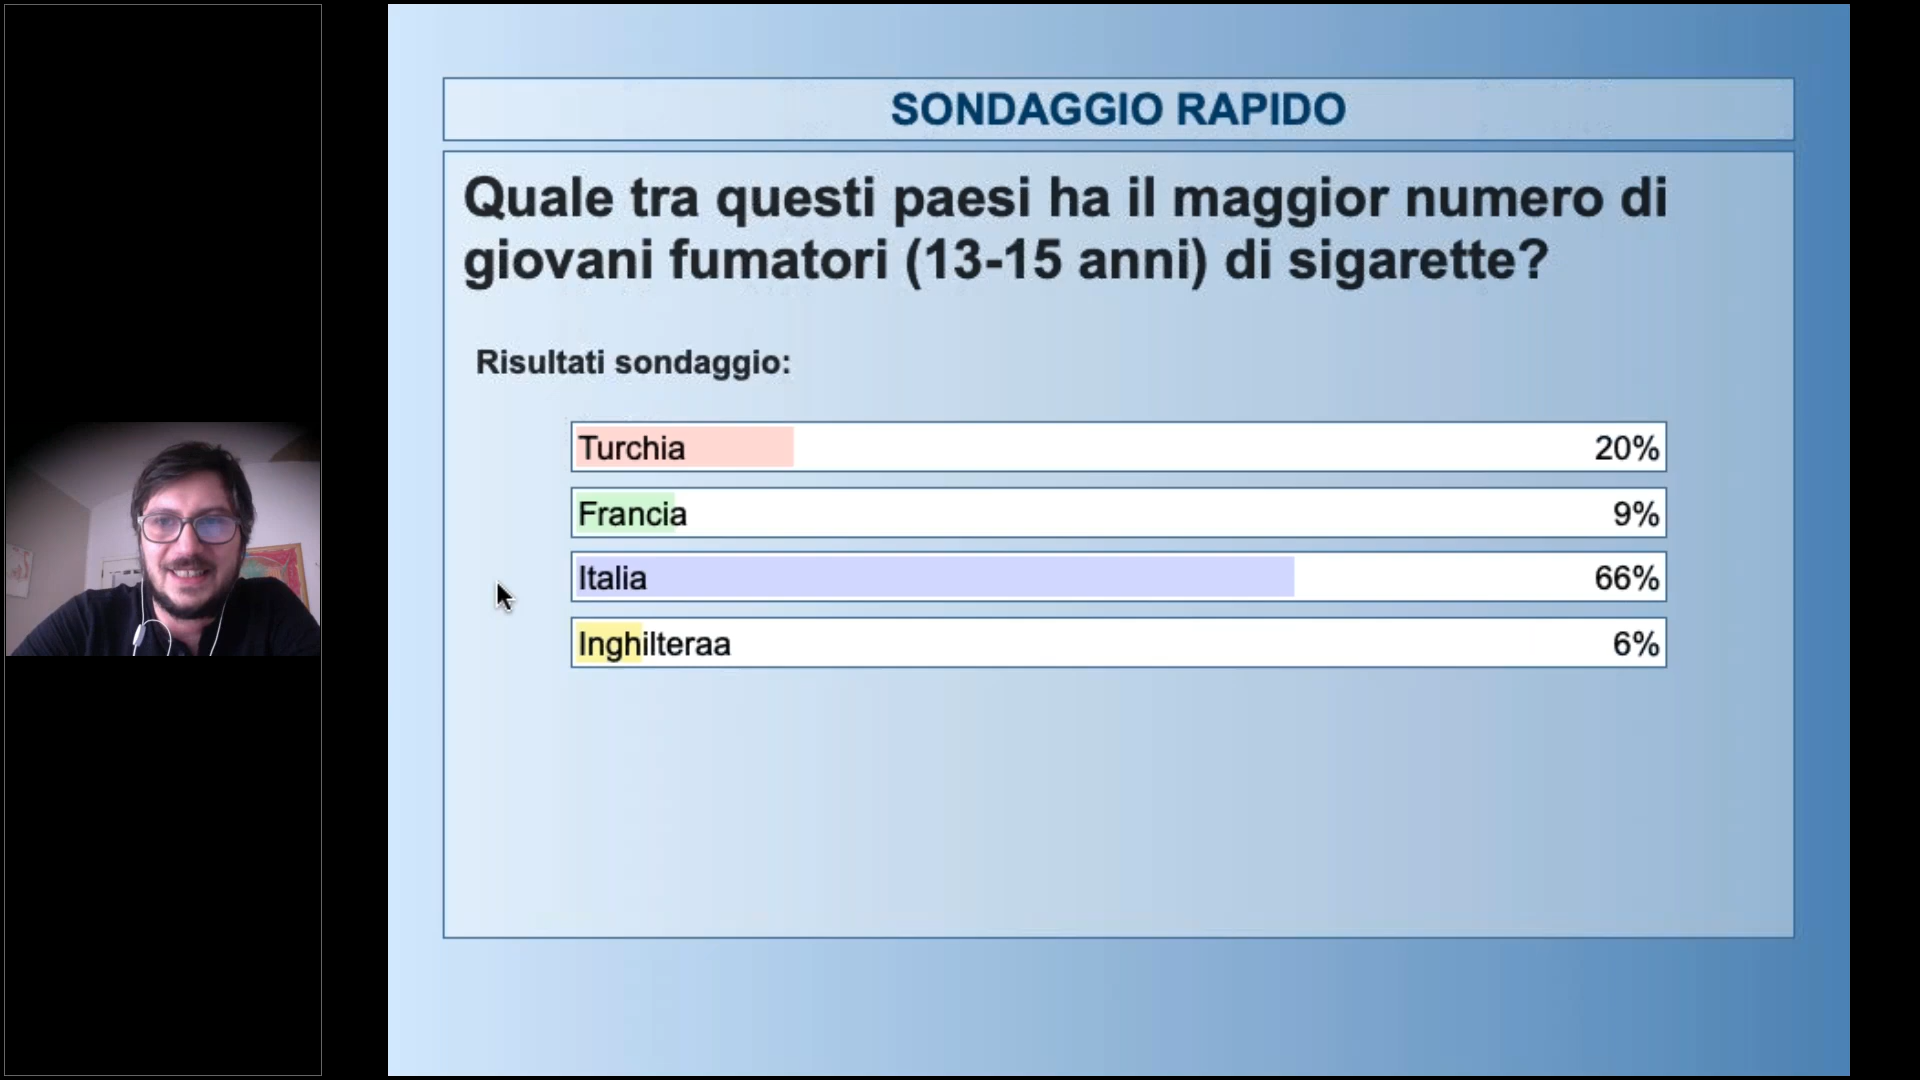 SONDAGGIO RAPIDO
Quale tra questi paesi ha il maggior numero di
giovani fumatori (13-15 anni) di sigarette?
Risultati sondaggio:
Turchia 20%
Francia 9%
Italia 66%
Inghilteraa 6%